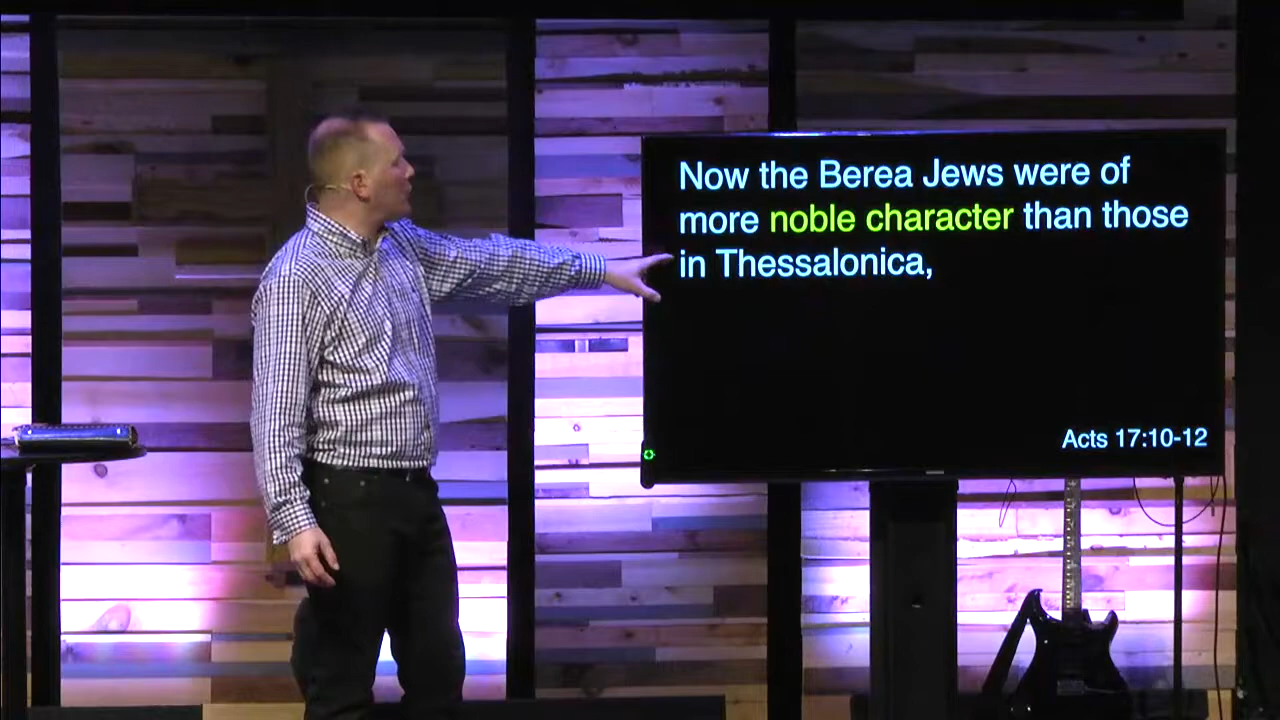 Now the Berea Jews were of
more noble character than those
in Thessalonica,
Acts 17:10-12